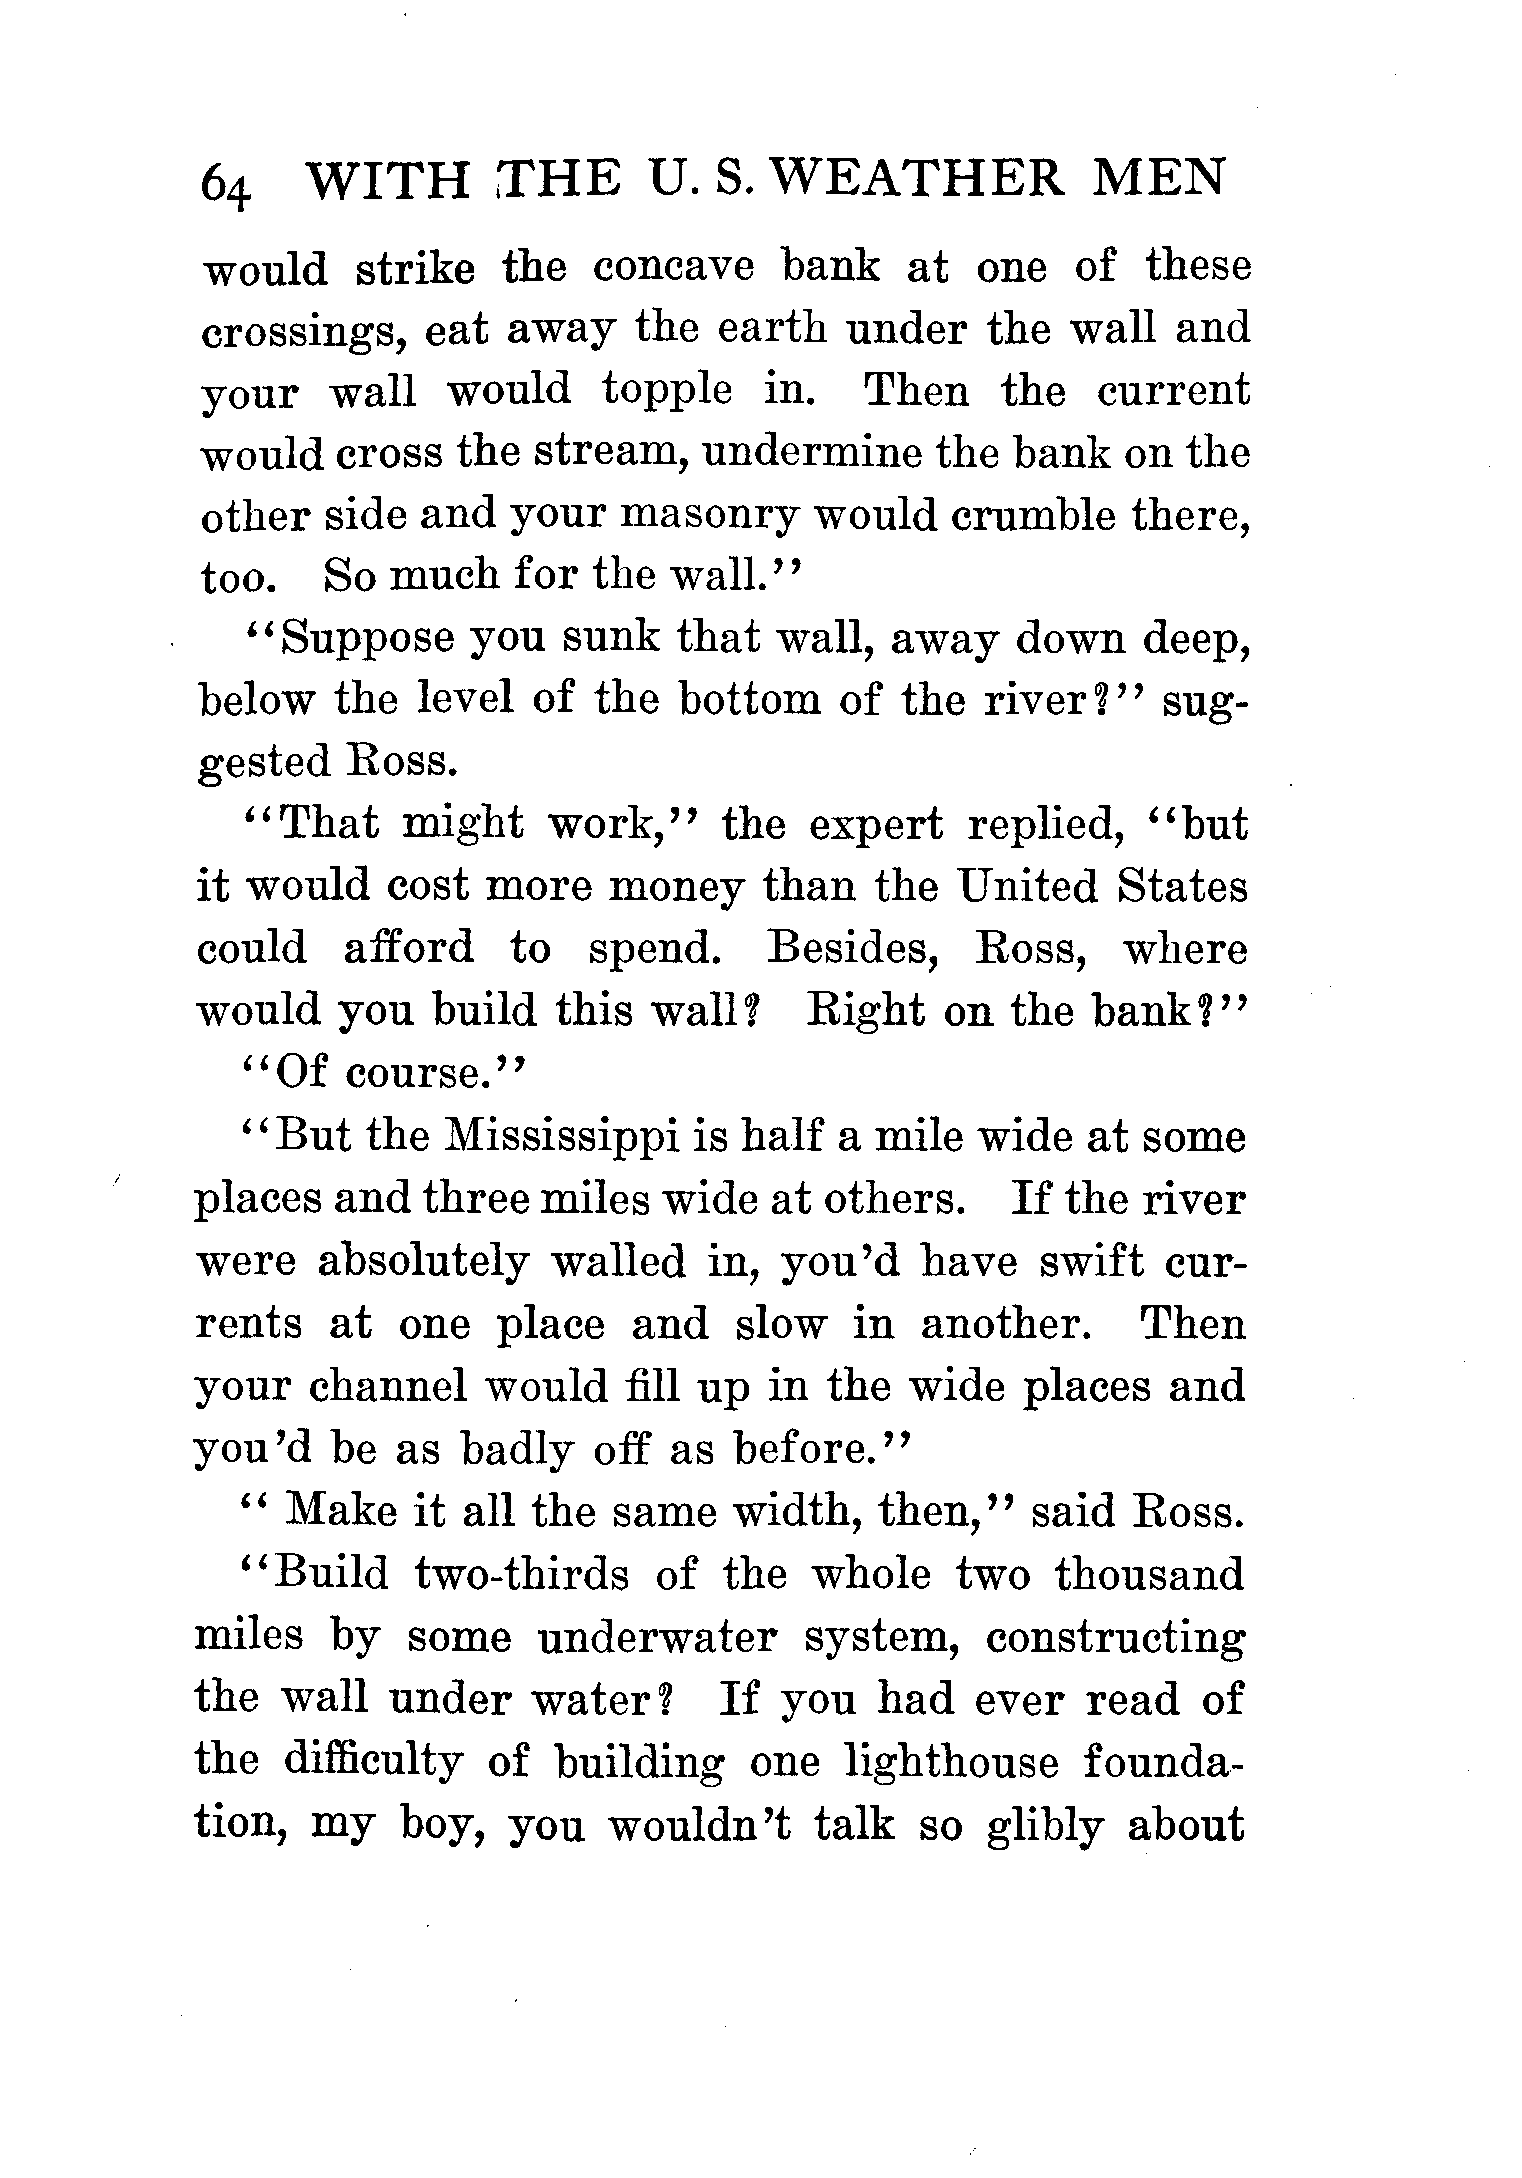 64 WITH THE U. S. WEATHER MEN
would strike the concave bank at one of these
crossings, eat away the earth under the wall and
your wall would topple in. Then the current
would cross the stream, undermine the bank on the
other side and your masonry would crumble there,
too. So much for the wall.''
''Suppose you sunk that wall, away down deep,
below the level of the bottom of the river?'' sug-
gested Ross.
''That might work,'' the expert replied, ''but
it would cost more money than the United States
could afford to spend. Besides, Ross, where
would you build this wall? Right on the bank?''
''Of course.''
''But the Mississippi is half a mile wide at some
places and three miles wide at others. If the river
were absolutely walled in, you'd have swift cur-
rents at one place and slow in another. Then
your channel would fill up in the wide places and
you'd be as badly off as before.''
'' Make it all the same width, then,'' said Ross.
''Build two-thirds of the whole two thousand
miles by some underwater system, constructing
the wall under water? If you had ever read of
the difficulty of building one lighthouse founda-
tion, my boy, you wouldn't talk so glibly about